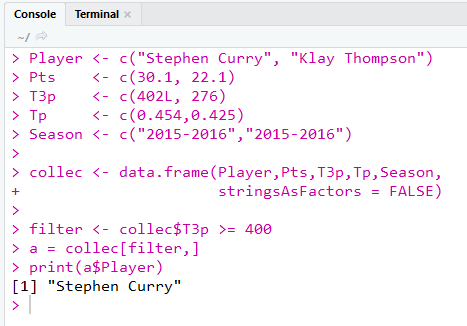 Console Terminal ×
~/
> Player <- c("Stephen Curry", "Klay Thompson")
> Pts    <- c(30.1, 22.1)
> T3p    <- c(402L, 276)
> Tp     <- c(0.454,0.425)
> Season <- c("2015-2016","2015-2016")
>
> collec <- data.frame(Player,Pts,T3p,Tp,Season,
+                      stringsAsFactors = FALSE)
>
> filter <- collec$T3p >= 400
> a = collec[filter,]
> print(a$Player)
[1] "Stephen Curry"
>